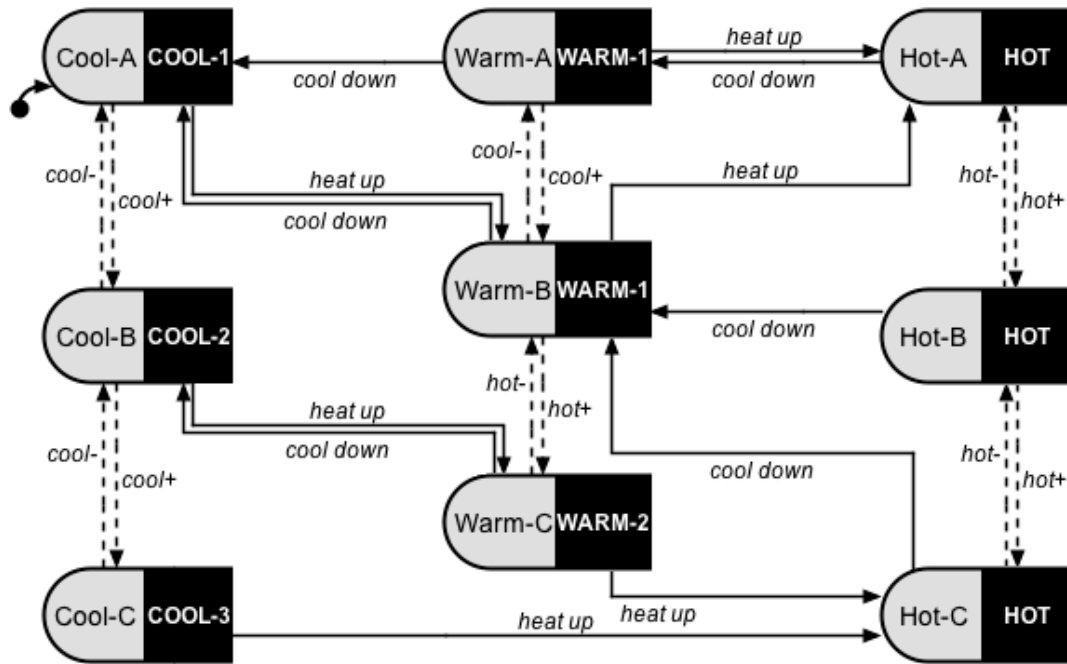 Cool-A COOL-1
Warm-A WARM-1
Hot-A HOT
heat up
cool down
cool down
cool-
cool+
cool-
cool+
hot-
hot+
heat up
cool down
heat up
Cool-B COOL-2
Warm-B WARM-1
Hot-B HOT
cool down
cool-
cool+
heat up
cool down
hot-
hot+
cool down
hot-
hot+
Warm-C WARM-2
Cool-C COOL-3
heat up
heat up
Hot-C HOT